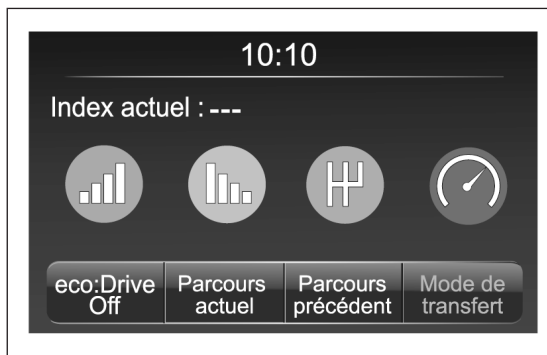 10:10
Index actuel : ---
eco:Drive
Off
Parcours
actuel
Parcours
précédent
Mode de
transfert